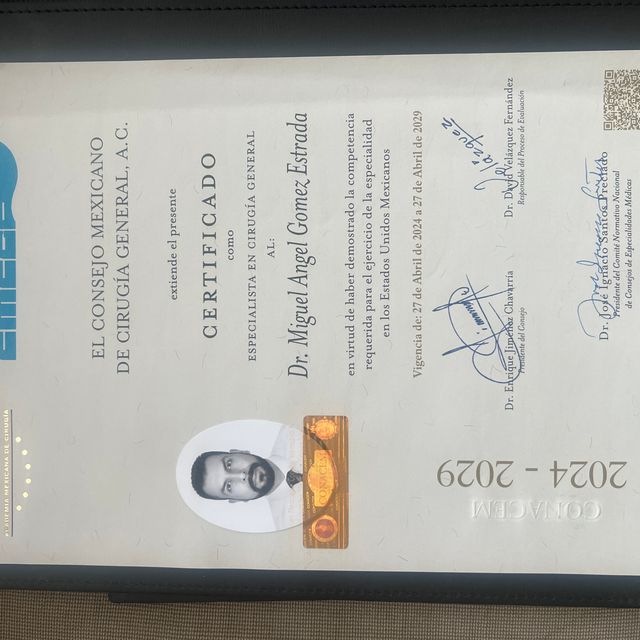 ACADEMIA MEXICANA DE CIRUGÍA
EL CONSEJO MEXICANO
DE CIRUGÍA GENERAL, A.C.
extiende el presente
CERTIFICADO
como
ESPECIALISTA EN CIRUGÍA GENERAL
AL:
Dr. Miguel Angel Gomez Estrada
en virtud de haber demostrado la competencia
requerida para el ejercicio de la especialidad
en los Estados Unidos Mexicanos
Vigencia de: 27 de Abril de 2024 a 27 de Abril de 2029
Dr. Enrique Jiménez Chavarría
Presidente del Consejo
Dr. David Velázquez Fernández
Responsable del Proceso de Evaluación
Dr. José Ignacio Santos Preciado
Presidente del Comité Normativo Nacional
de Consejos de Especialidades Médicas
CONACEM
2024 - 2029
CONACEM